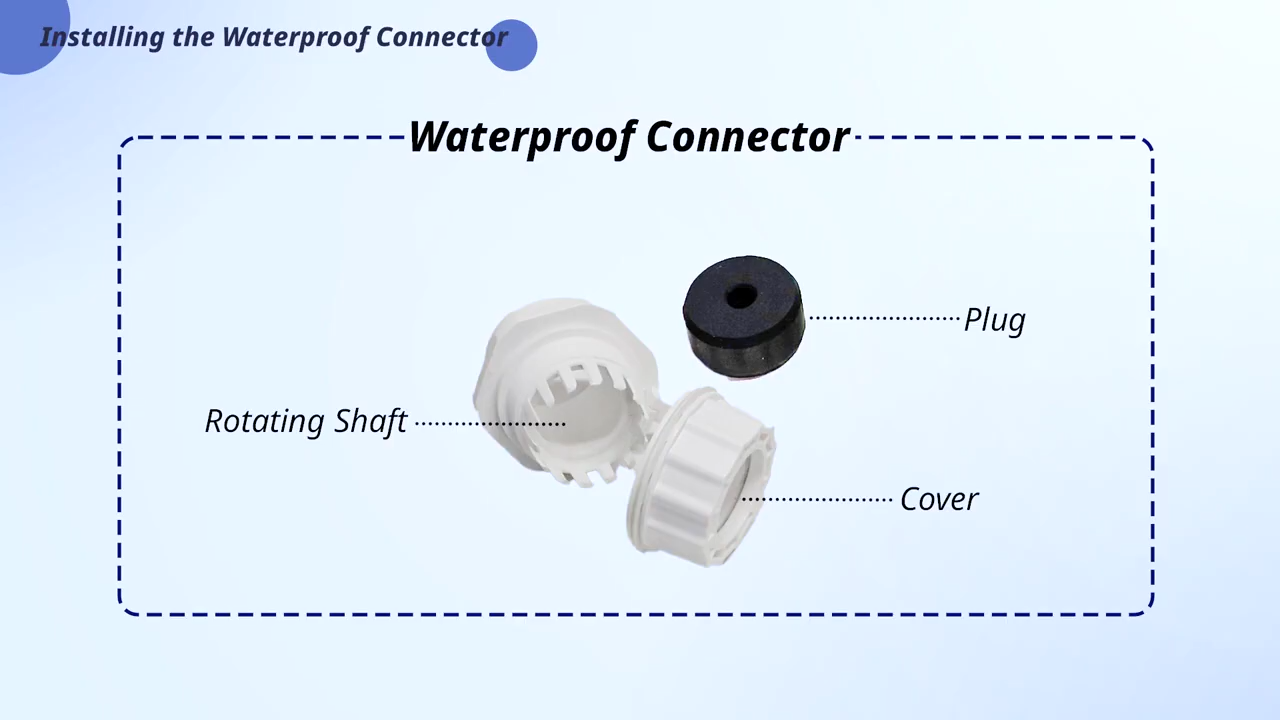 Installing the Waterproof Connector
Waterproof Connector
Plug
Rotating Shaft
Cover